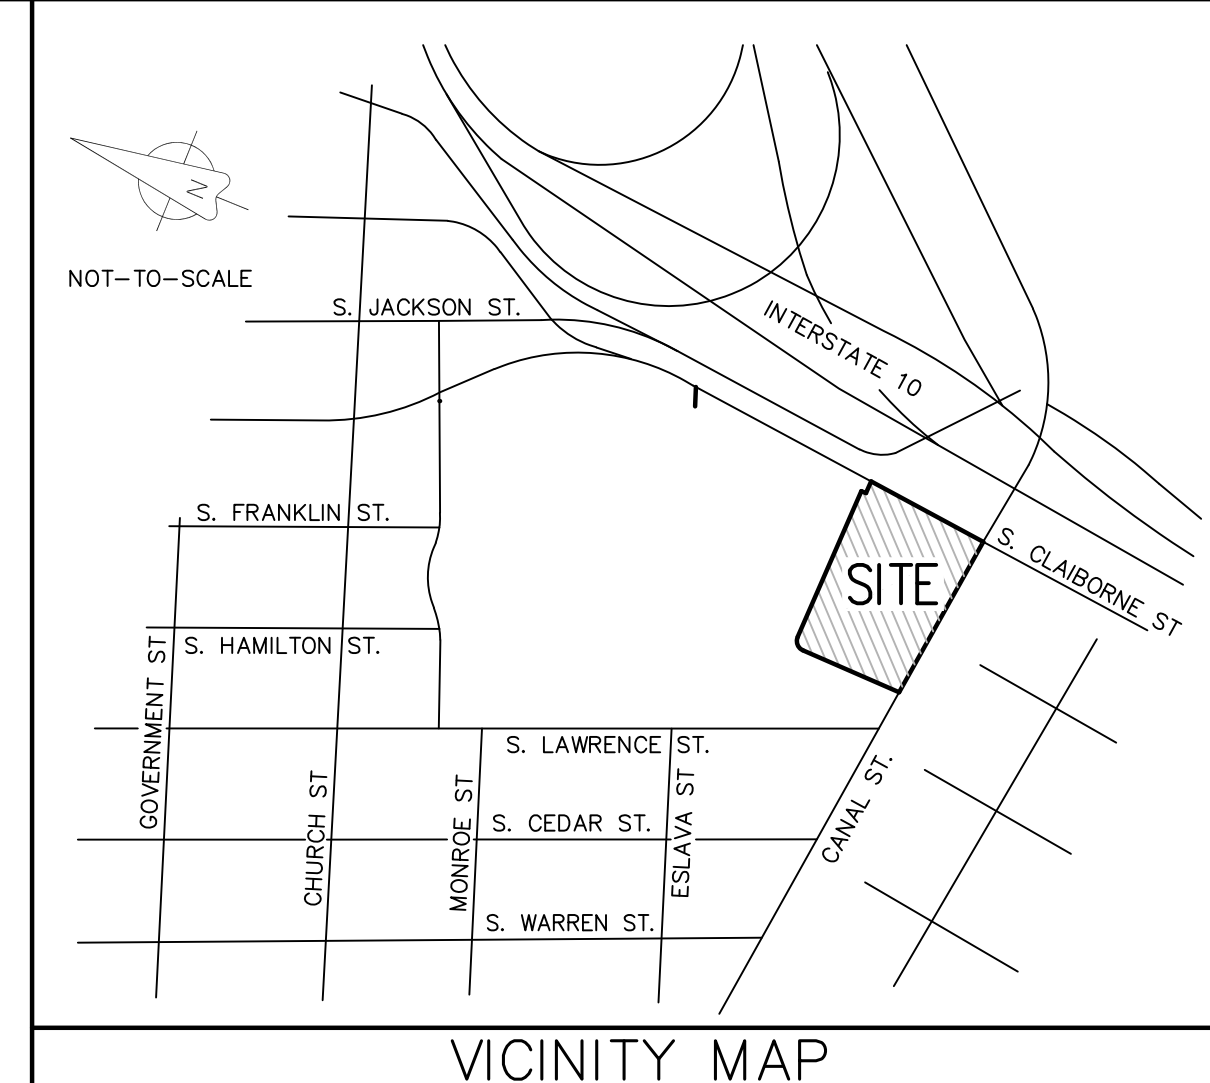 N
NOT-TO-SCALE
S. JACKSON ST.
INTERSTATE 10
S. FRANKLIN ST.
S. CLAIBORNE ST
SITE
S. HAMILTON ST.
GOVERNMENT ST
S. LAWRENCE ST.
CHURCH ST
MONROE ST
ESLAVA ST
CANAL ST.
S. CEDAR ST.
S. WARREN ST.
VICINITY MAP